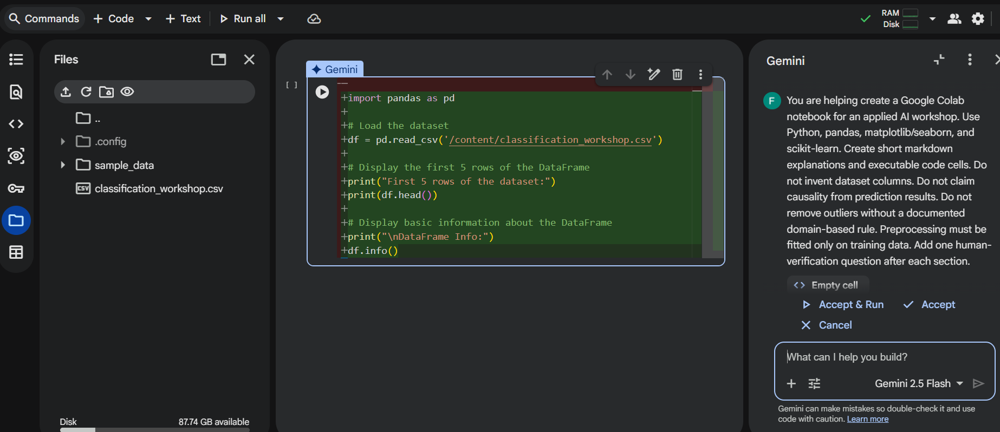 Commands
+ Code
+ Text
Run all
RAM
Disk
Files
..
.config
sample_data
CSV classification_workshop.csv
Disk 87.74 GB available
Gemini
[ ]
+import pandas as pd
+
+# Load the dataset
+df = pd.read_csv('/content/classification_workshop.csv')
+
+# Display the first 5 rows of the DataFrame
+print("First 5 rows of the dataset:")
+print(df.head())
+
+# Display basic information about the DataFrame
+print("\nDataFrame Info:")
+df.info()
Gemini
F
You are helping create a Google Colab
notebook for an applied AI workshop. Use
Python, pandas, matplotlib/seaborn, and
scikit-learn. Create short markdown
explanations and executable code cells. Do
not invent dataset columns. Do not claim
causality from prediction results. Do not
remove outliers without a documented
domain-based rule. Preprocessing must be
fitted only on training data. Add one human-
verification question after each section.
Empty cell
Accept & Run
Accept
Cancel
What can I help you build?
Gemini 2.5 Flash
Gemini can make mistakes so double-check it and use
code with caution. Learn more